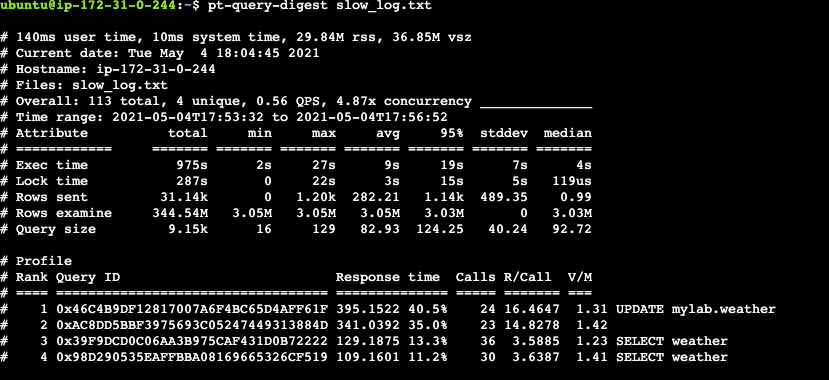 ubuntu@ip-172-31-0-244:~$ pt-query-digest slow_log.txt
# 140ms user time, 10ms system time, 29.84M rss, 36.85M vsz
# Current date: Tue May  4 18:04:45 2021
# Hostname: ip-172-31-0-244
# Files: slow_log.txt
# Overall: 113 total, 4 unique, 0.56 QPS, 4.87x concurrency ______________
# Time range: 2021-05-04T17:53:32 to 2021-05-04T17:56:52
# Attribute          total     min     max     avg     95%  stddev  median
# ============     ======= ======= ======= ======= ======= ======= =======
# Exec time           975s      2s     27s      9s     19s      7s      4s
# Lock time           287s       0     22s      3s     15s      5s   119us
# Rows sent         31.14k       0   1.20k  282.21   1.14k  489.35    0.99
# Rows examine     344.54M   3.05M   3.05M   3.05M   3.03M       0   3.03M
# Query size         9.15k      16     129   82.93  124.25   40.24   92.72
# Profile
# Rank Query ID                           Response time  Calls R/Call  V/M
# ==== ================================== ============== ===== ======= ===
#    1 0x46C4B9DF12817007A6F4BC65D4AFF61F 395.1522 40.5%    24 16.4647  1.31 UPDATE mylab.weather
#    2 0xAC8DD5BBF3975693C05247449313884D 341.0392 35.0%    23 14.8278  1.42
#    3 0x39F9DCD0C06AA3B975CAF431D0B72222 129.1875 13.3%    36  3.5885  1.23 SELECT weather
#    4 0x98D290535EAFFBBA08169665326CF519 109.1601 11.2%    30  3.6387  1.41 SELECT weather